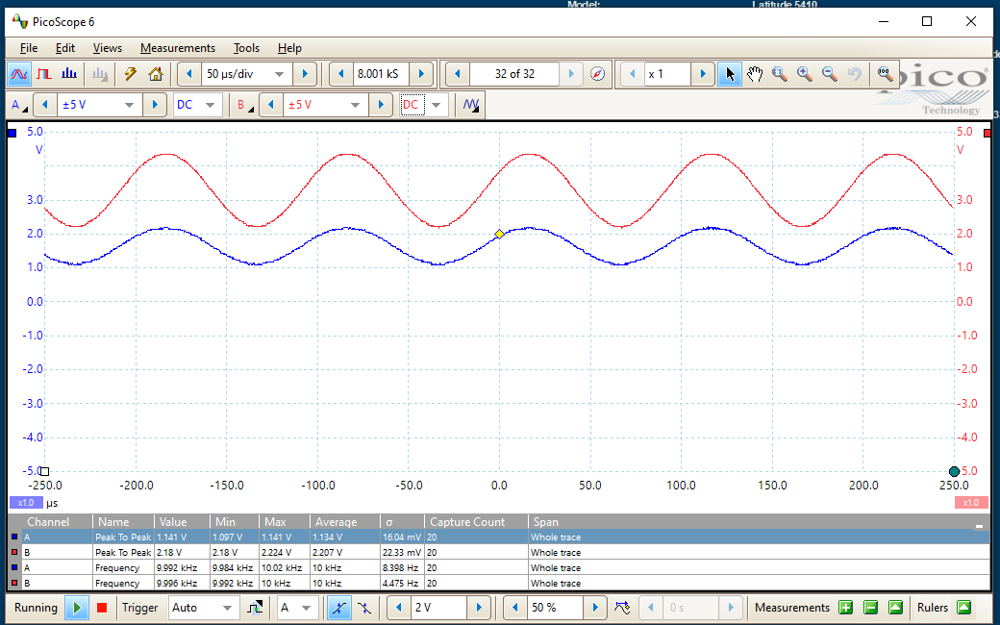 Model: Latitude 5410
PicoScope 6
File Edit Views Measurements Tools Help
50 µs/div 8.001 kS 32 of 32 x 1
pico
Technology
A ±5 V DC B ±5 V DC
5.0 5.0
V V
3.0 3.0
2.0 2.0
1.0 1.0
0.0 0.0
-1.0 -1.0
-2.0 -2.0
-3.0 -3.0
-4.0 -4.0
-5.0 -5.0
-250.0 -200.0 -150.0 -100.0 -50.0 0.0 50.0 100.0 150.0 200.0 250.0
x1.0 µs x1.0
Channel Name Value Min Max Average σ Capture Count Span
A Peak To Peak 1.141 V 1.097 V 1.141 V 1.134 V 16.04 mV 20 Whole trace
B Peak To Peak 2.18 V 2.18 V 2.224 V 2.207 V 22.33 mV 20 Whole trace
A Frequency 9.992 kHz 9.984 kHz 10.02 kHz 10 kHz 8.398 Hz 20 Whole trace
B Frequency 9.996 kHz 9.992 kHz 10 kHz 10 kHz 4.475 Hz 20 Whole trace
Running Trigger Auto A 2 V 50 % 0 s Measurements Rulers